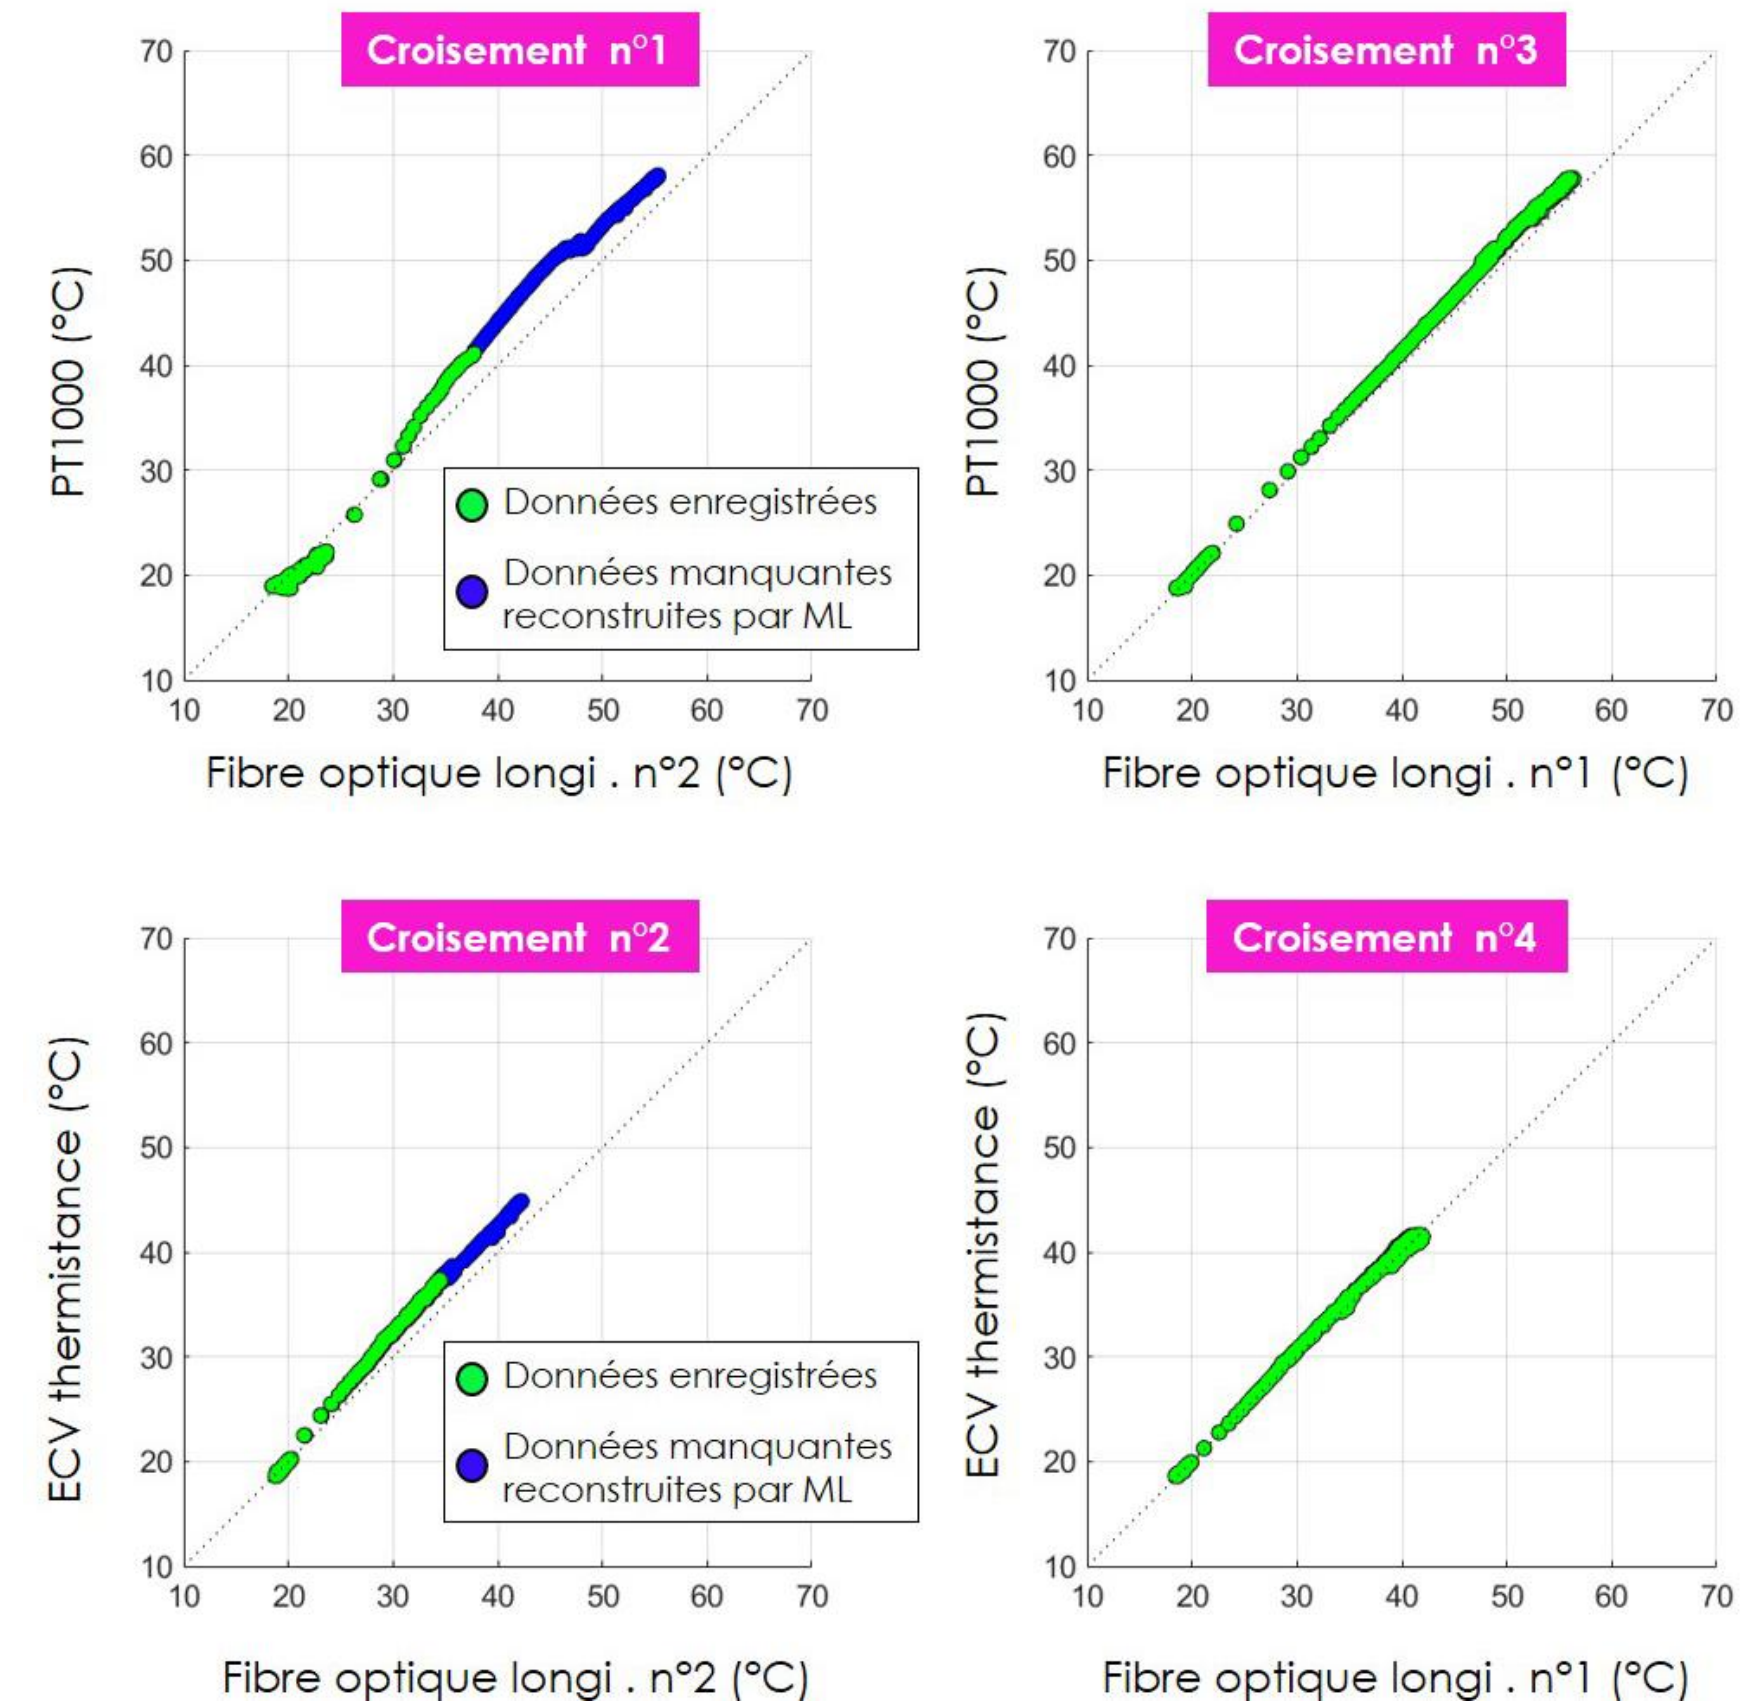 Croisement n°1
70
60
50
40
30
20
10
PT1000 (°C)
Données enregistrées
Données manquantes
reconstruites par ML
10 20 30 40 50 60 70
Fibre optique longi . n°2 (°C)
Croisement n°3
70
60
50
40
30
20
10
PT1000 (°C)
10 20 30 40 50 60 70
Fibre optique longi . n°1 (°C)
Croisement n°2
70
60
50
40
30
20
10
ECV thermistance (°C)
Données enregistrées
Données manquantes
reconstruites par ML
10 20 30 40 50 60 70
Fibre optique longi . n°2 (°C)
Croisement n°4
70
60
50
40
30
20
10
ECV thermistance (°C)
10 20 30 40 50 60 70
Fibre optique longi . n°1 (°C)